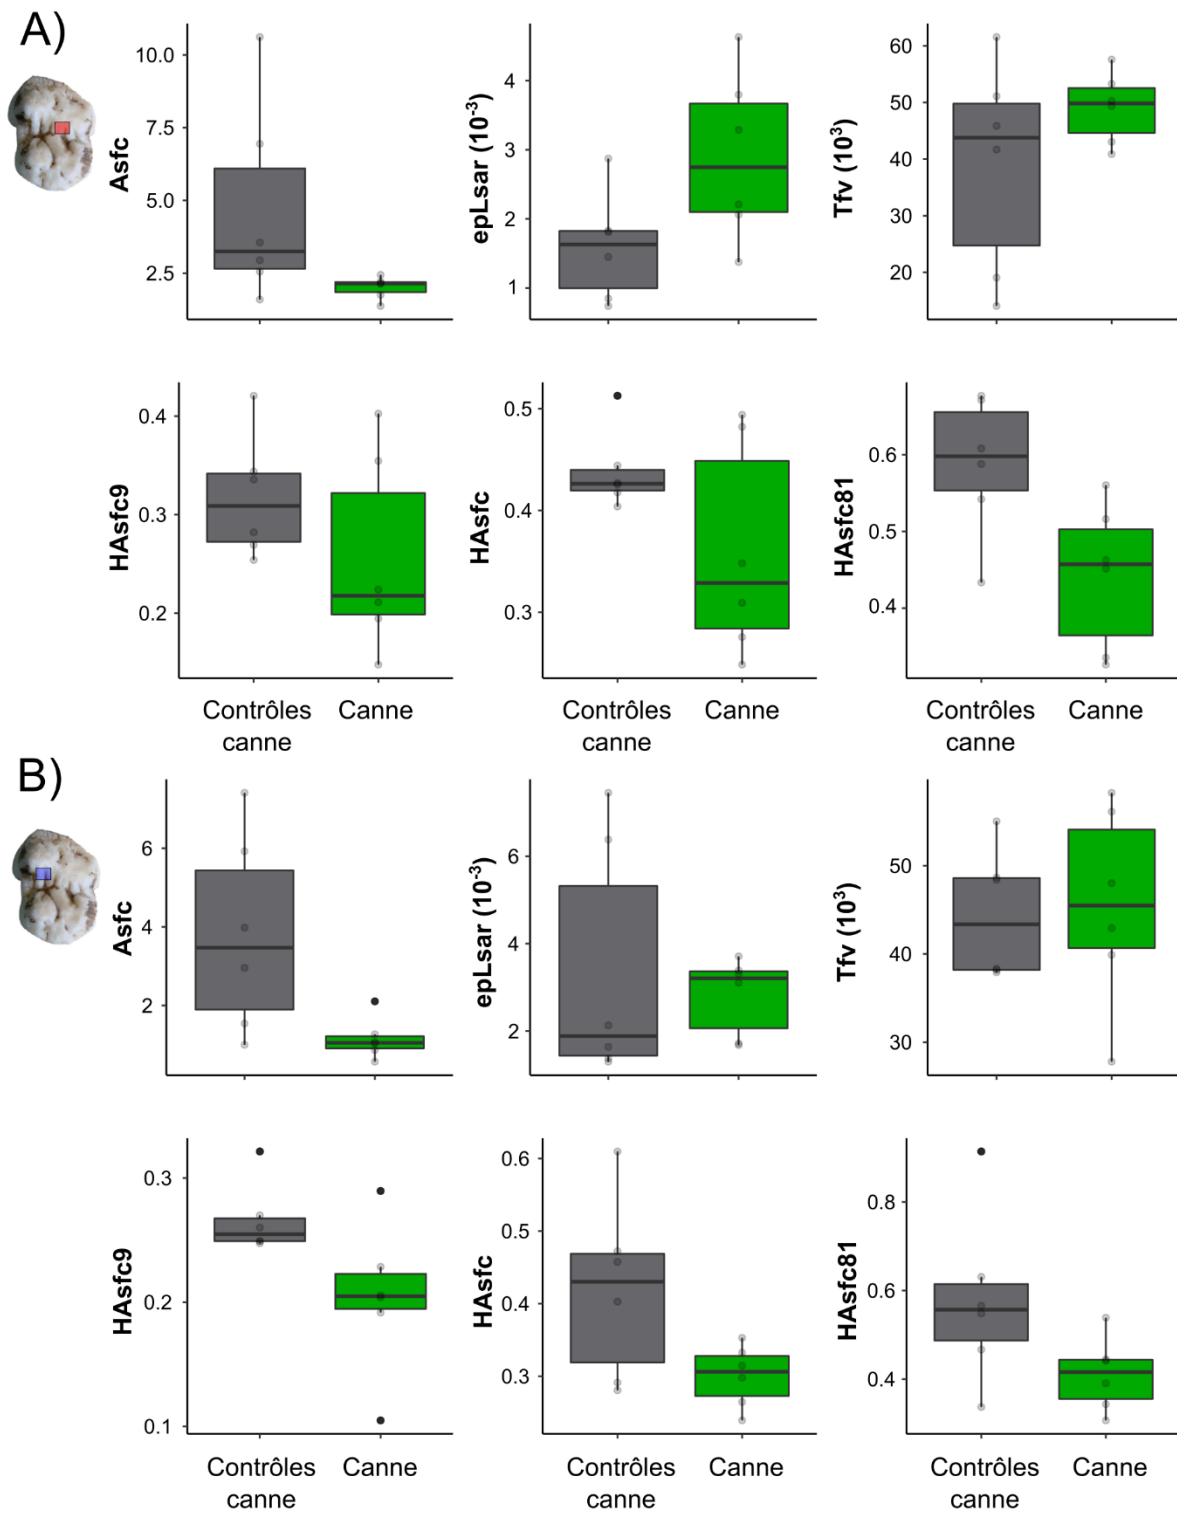 A)
Asfc
10.0
7.5
5.0
2.5
epLsar (10⁻³)
4
3
2
1
Tfv (10³)
60
50
40
30
20
HAsfc9
0.4
0.3
0.2
HAsfc
0.5
0.4
0.3
HAsfc81
0.6
0.5
0.4
Contrôles
canne
Canne
Contrôles
canne
Canne
Contrôles
canne
Canne
B)
Asfc
6
4
2
epLsar (10⁻³)
6
4
2
Tfv (10³)
50
40
30
HAsfc9
0.3
0.2
0.1
HAsfc
0.6
0.5
0.4
0.3
HAsfc81
0.8
0.6
0.4
Contrôles
canne
Canne
Contrôles
canne
Canne
Contrôles
canne
Canne